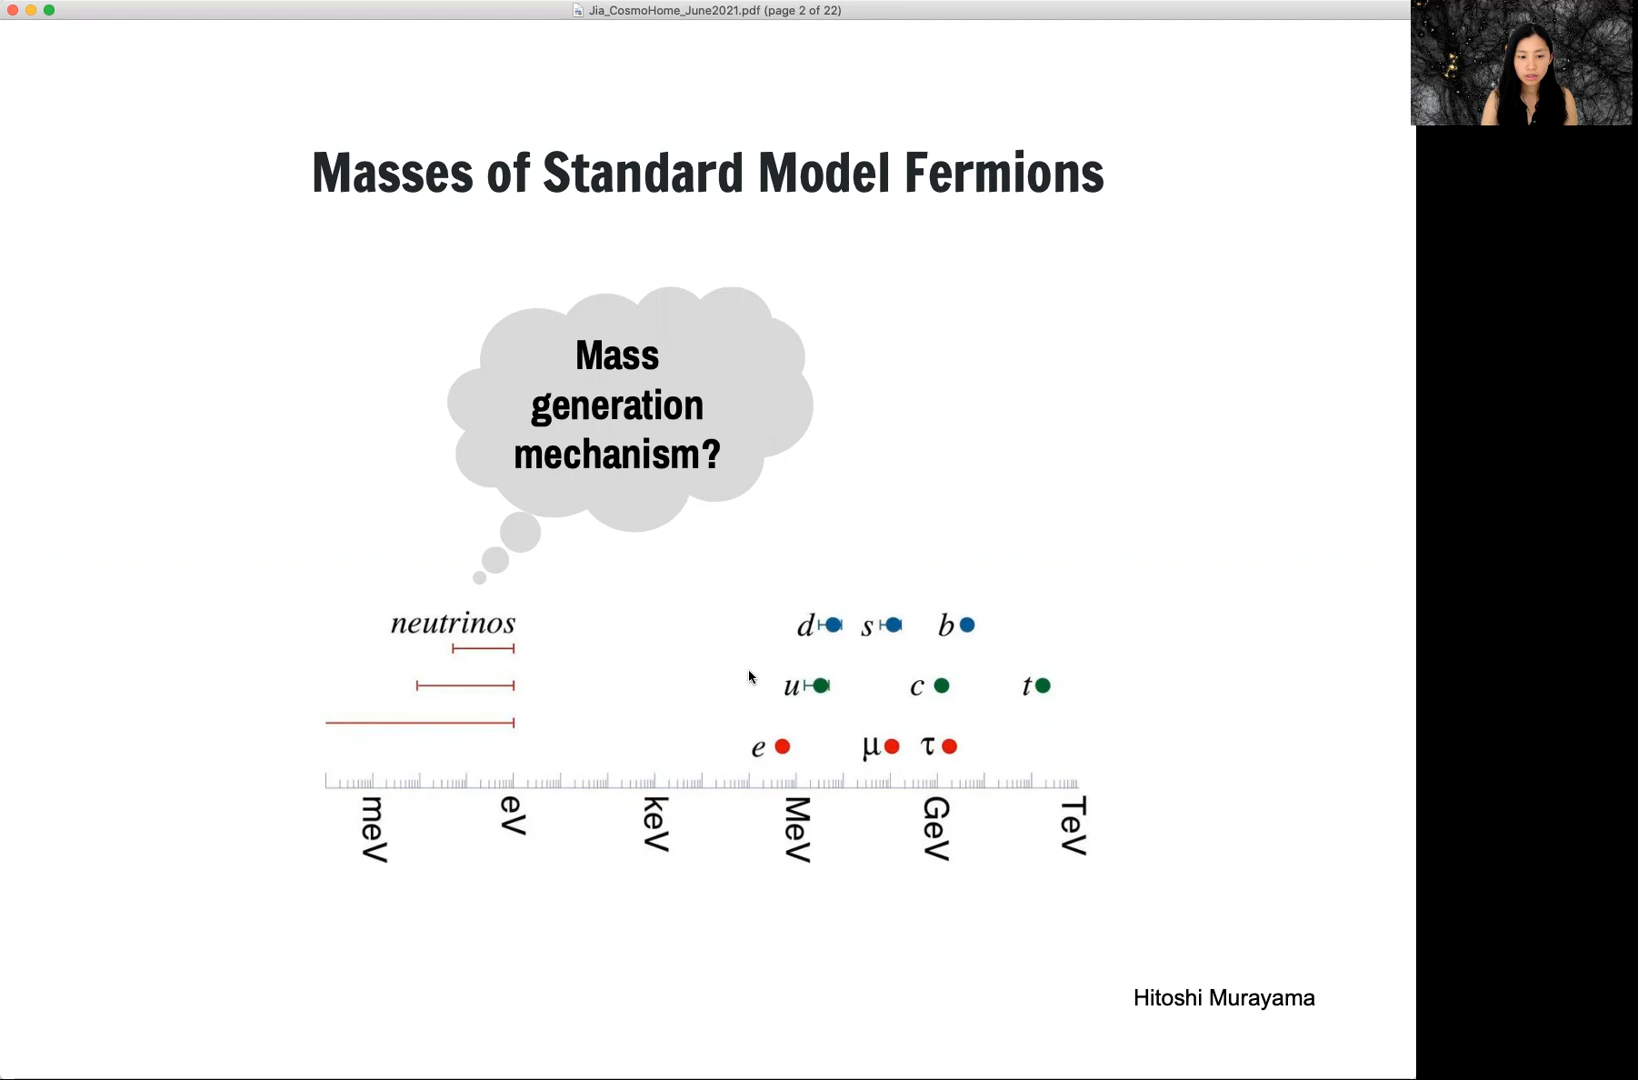 Jia_CosmoHome_June2021.pdf (page 2 of 22)
Masses of Standard Model Fermions
Mass
generation
mechanism?
neutrinos
d s b
u c t
e μ τ
meV eV keV MeV GeV TeV
Hitoshi Murayama